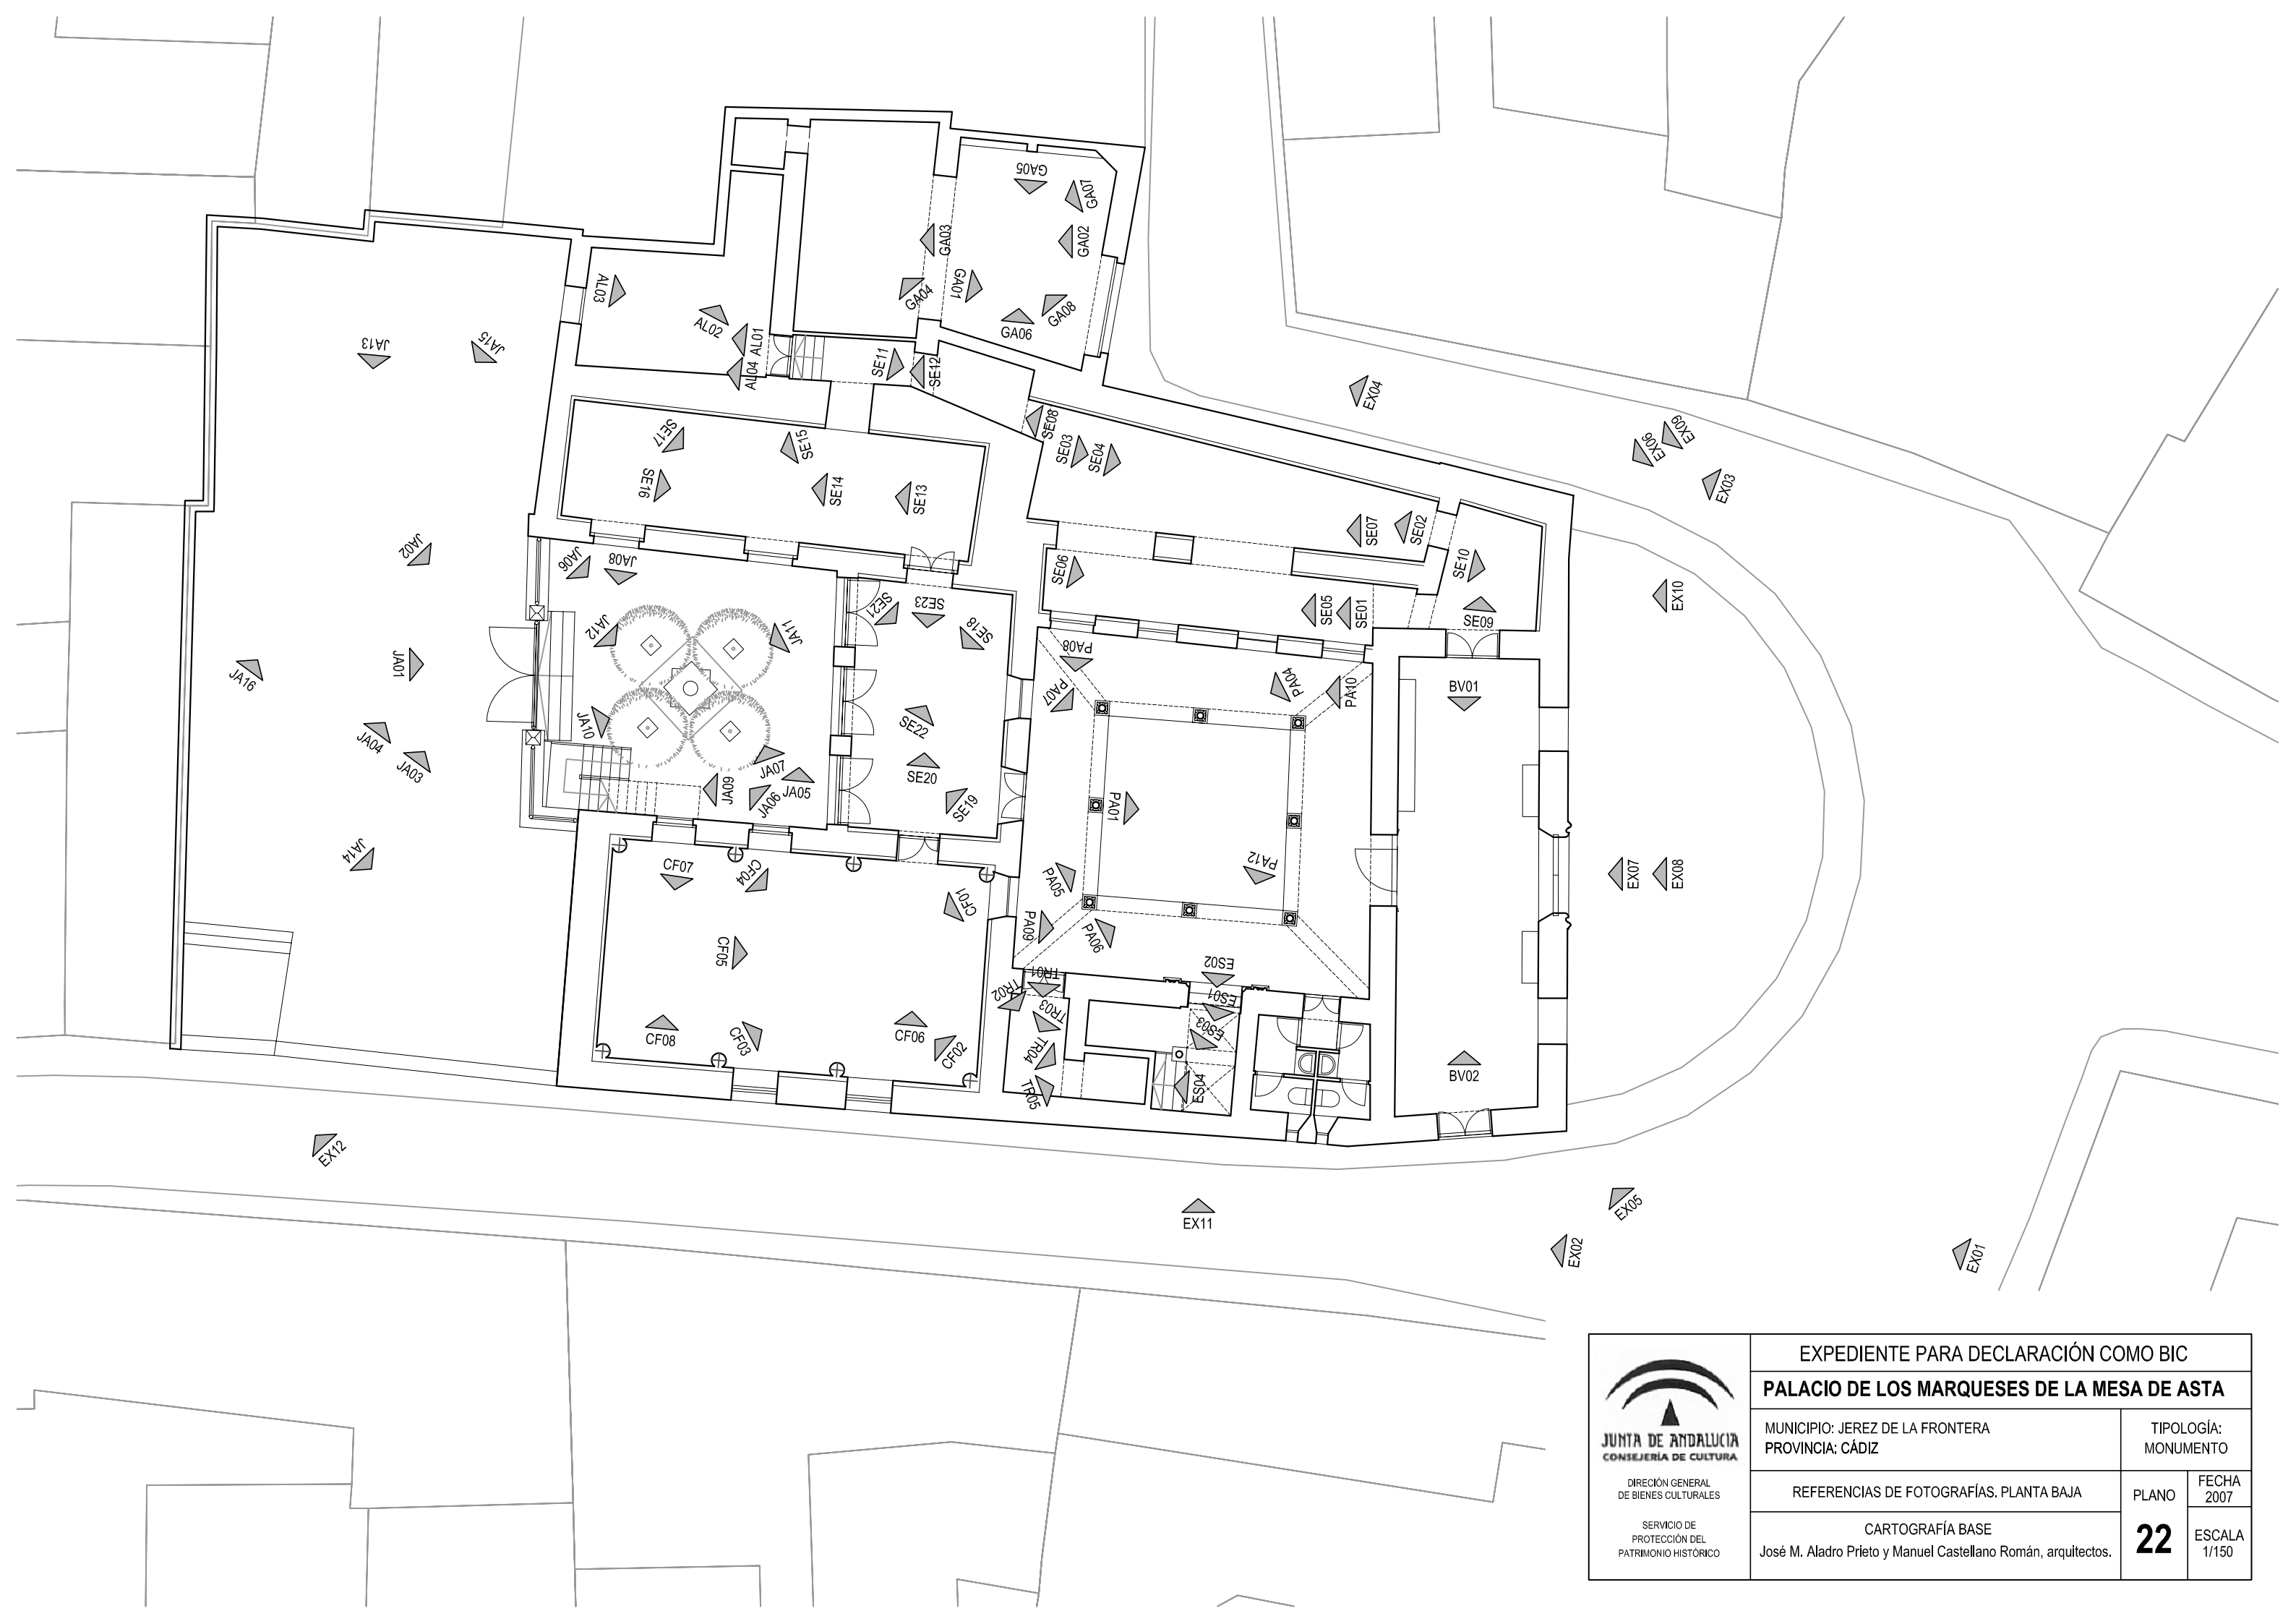 GA05
GA07
GA03
GA02
GA01
GA04
GA08
GA06
AL03
AL02
AL01
AL04
JA13
JA15
SE11
SE12
EX04
SE08
SE03
SE04
EX09
EX06
EX03
SE17
SE15
SE16
SE14
SE13
SE07
SE02
JA02
JA06
JA08
SE06
SE10
EX10
SE21
SE23
SE18
SE05
SE01
SE09
JA12
JA11
JA16
JA01
PA08
PA07
PA04
PA10
BV01
JA10
JA04
JA03
SE22
JA07
JA05
JA09
JA06
SE20
SE19
PA01
JA14
CF07
CF04
CF01
PA05
PA12
EX07
EX08
PA09
PA06
CF05
ES02
TR01
TR02
ES01
TR03
ES03
CF08
CF03
CF06
CF02
TR04
TR05
ES04
BV02
EX12
EX11
EX05
EX02
EX01
EXPEDIENTE PARA DECLARACIÓN COMO BIC
PALACIO DE LOS MARQUESES DE LA MESA DE ASTA
MUNICIPIO: JEREZ DE LA FRONTERA
PROVINCIA: CÁDIZ
TIPOLOGÍA:
MONUMENTO
JUNTA DE ANDALUCIA
CONSEJERÍA DE CULTURA
DIRECIÓN GENERAL
DE BIENES CULTURALES
SERVICIO DE
PROTECCIÓN DEL
PATRIMONIO HISTÓRICO
REFERENCIAS DE FOTOGRAFÍAS. PLANTA BAJA
PLANO
22
FECHA
2007
CARTOGRAFÍA BASE
José M. Aladro Prieto y Manuel Castellano Román, arquitectos.
ESCALA
1/150